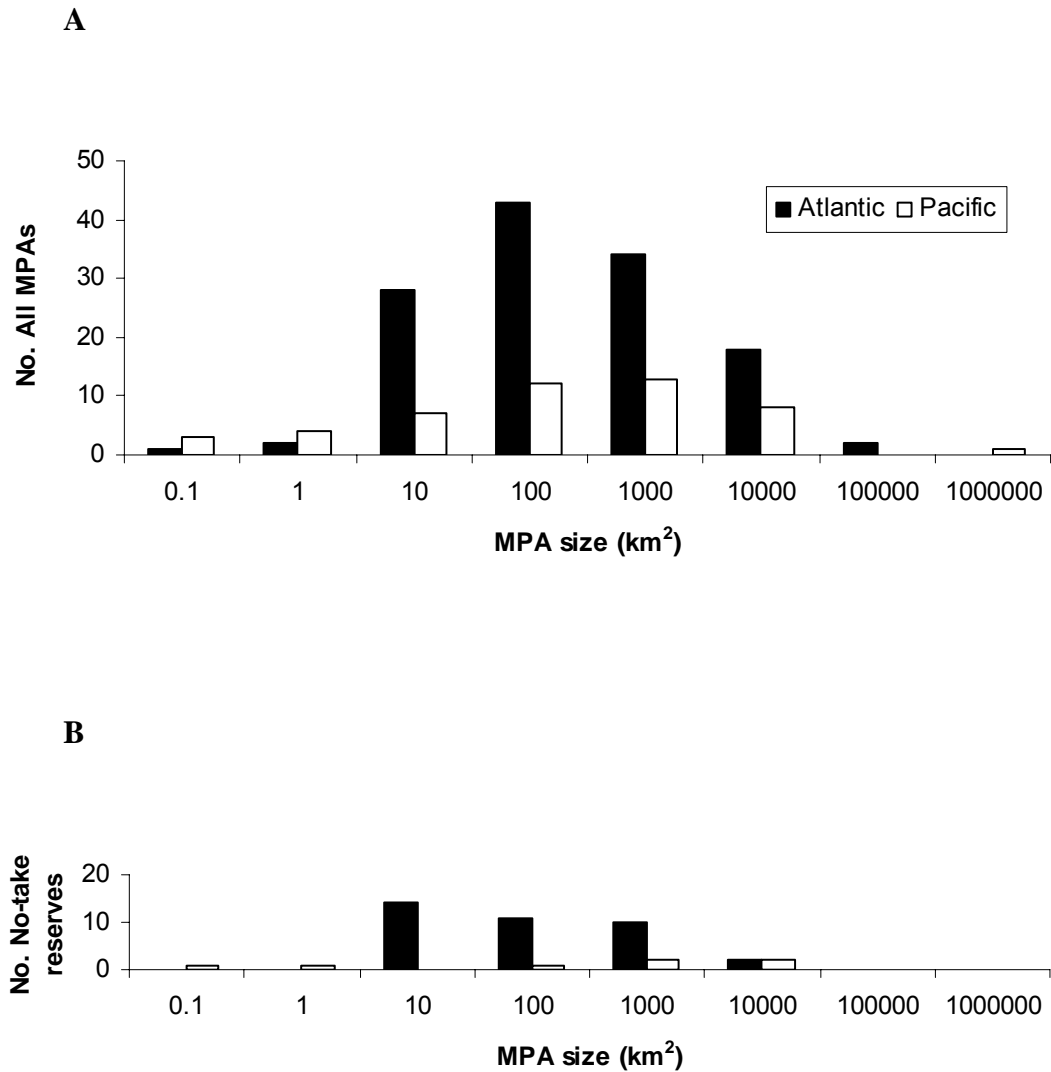 A
50
40
30
20
10
0
No. All MPAs
Atlantic Pacific
0.1 1 10 100 1000 10000 100000 1000000
MPA size (km²)
B
20
10
0
No. No-take
reserves
0.1 1 10 100 1000 10000 100000 1000000
MPA size (km²)